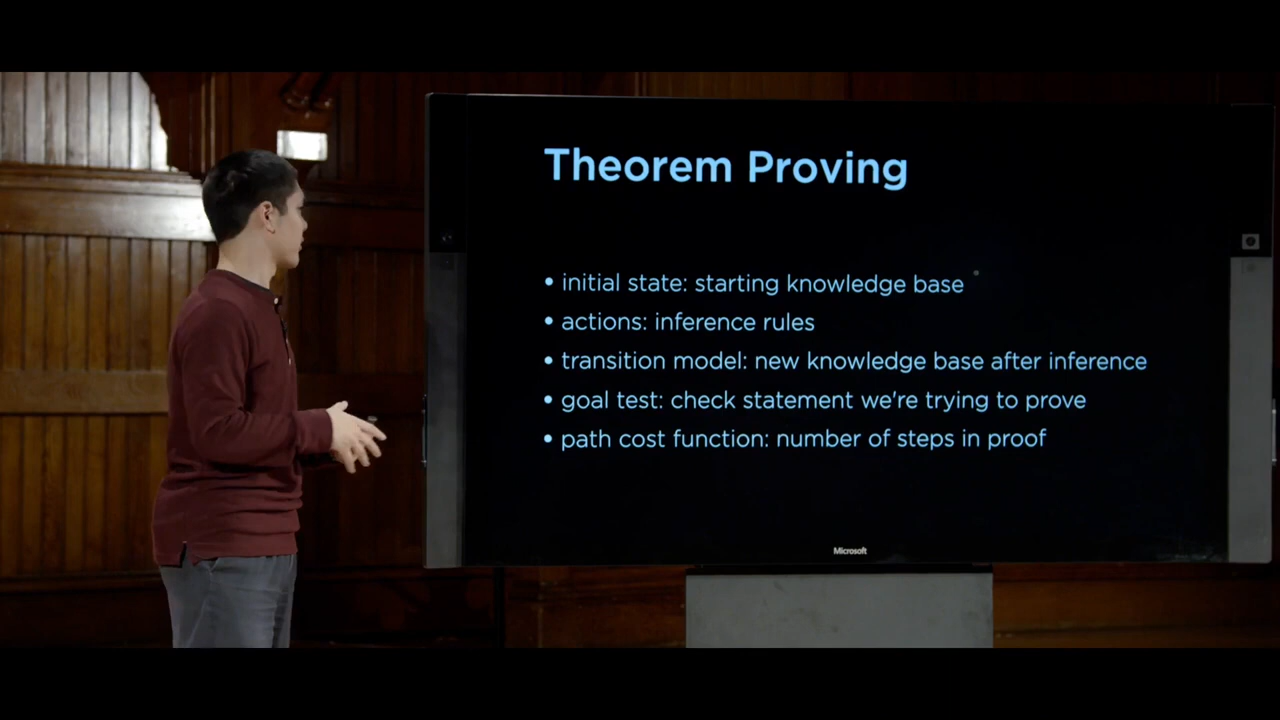 Theorem Proving
• initial state: starting knowledge base
• actions: inference rules
• transition model: new knowledge base after inference
• goal test: check statement we're trying to prove
• path cost function: number of steps in proof
Microsoft